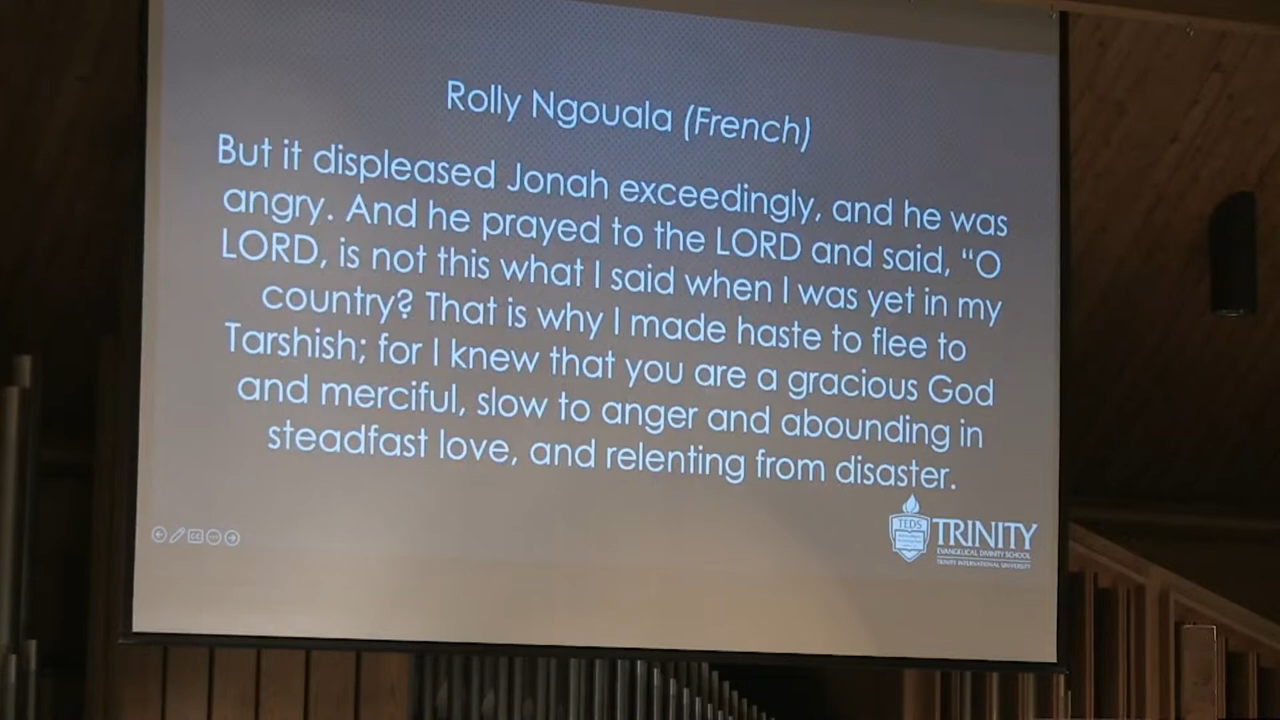 Rolly Ngouala (French)
But it displeased Jonah exceedingly, and he was
angry. And he prayed to the LORD and said, “O
LORD, is not this what I said when I was yet in my
country? That is why I made haste to flee to
Tarshish; for I knew that you are a gracious God
and merciful, slow to anger and abounding in
steadfast love, and relenting from disaster.
TEDS
TRINITY
EVANGELICAL DIVINITY SCHOOL
TRINITY INTERNATIONAL UNIVERSITY